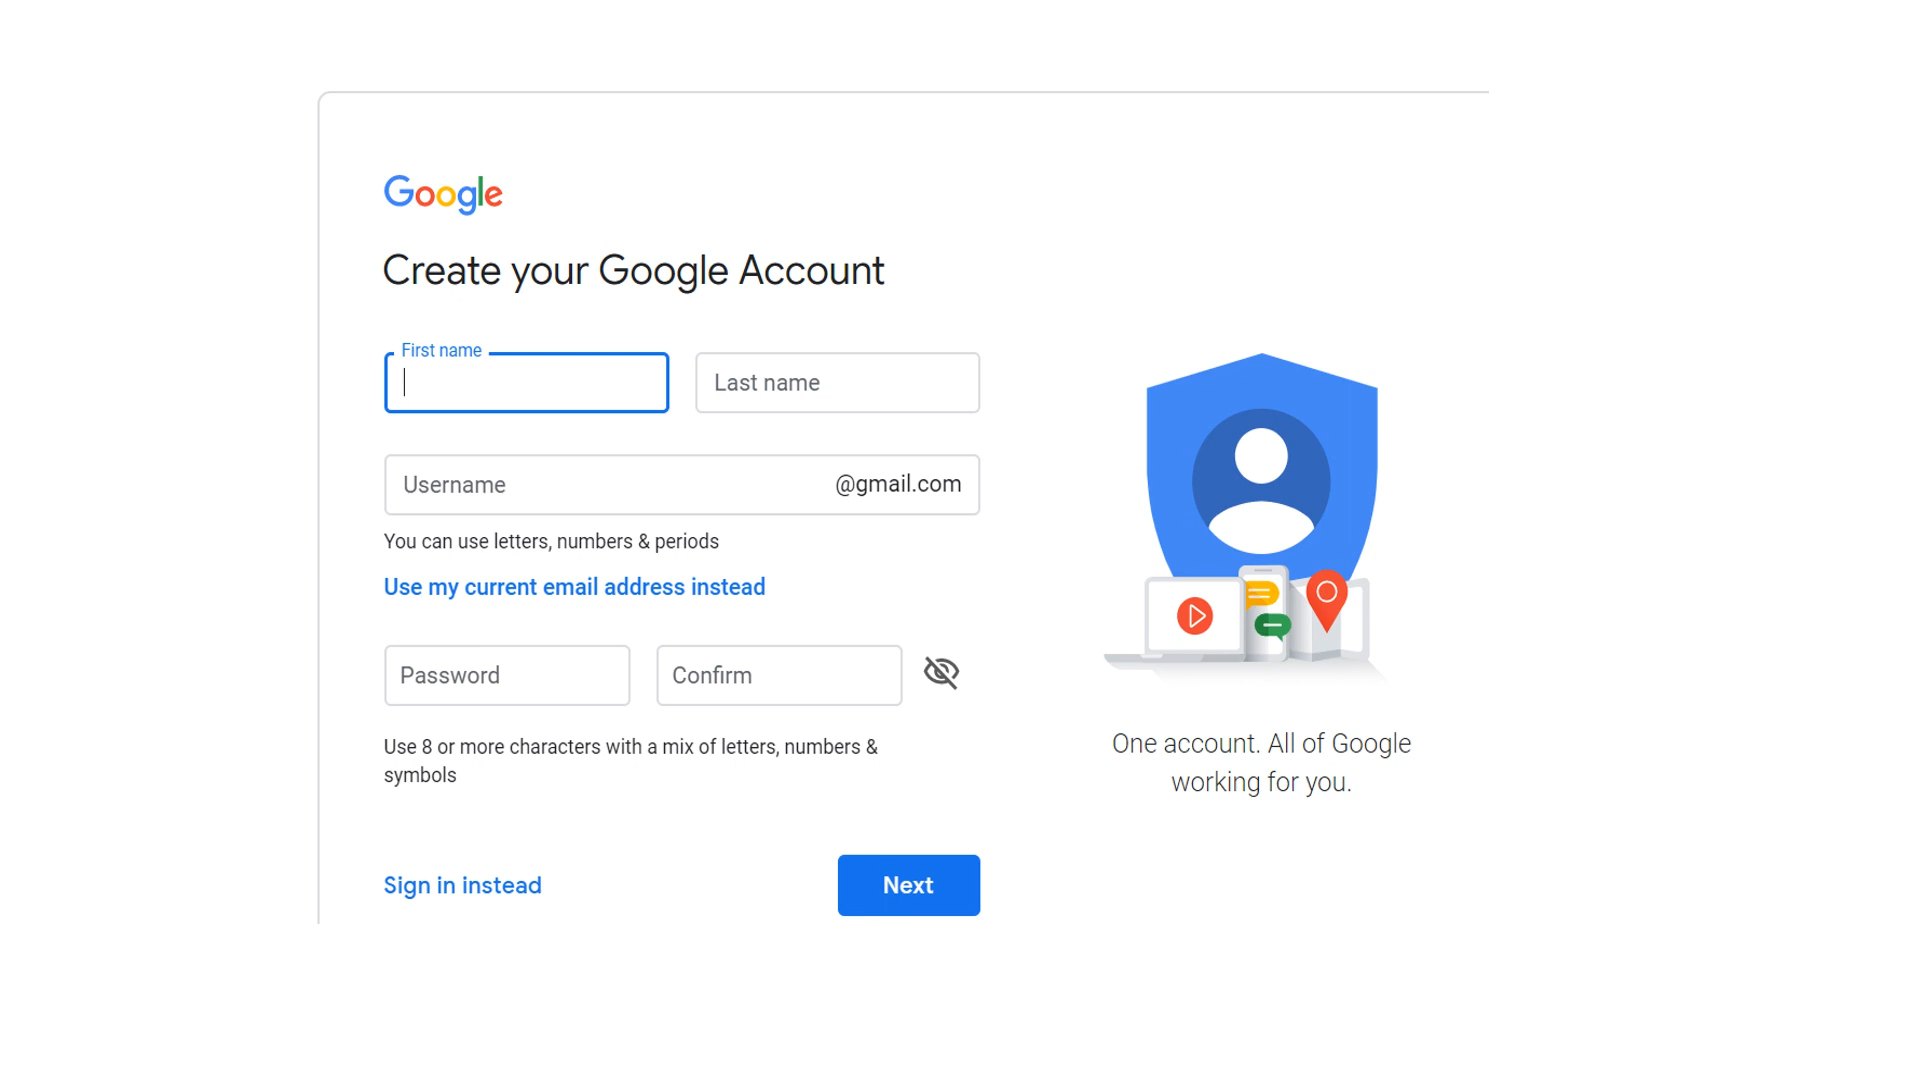 Google
Create your Google Account
First name
Last name
Username
@gmail.com
You can use letters, numbers & periods
Use my current email address instead
Password
Confirm
Use 8 or more characters with a mix of letters, numbers &
symbols
Sign in instead
Next
One account. All of Google
working for you.